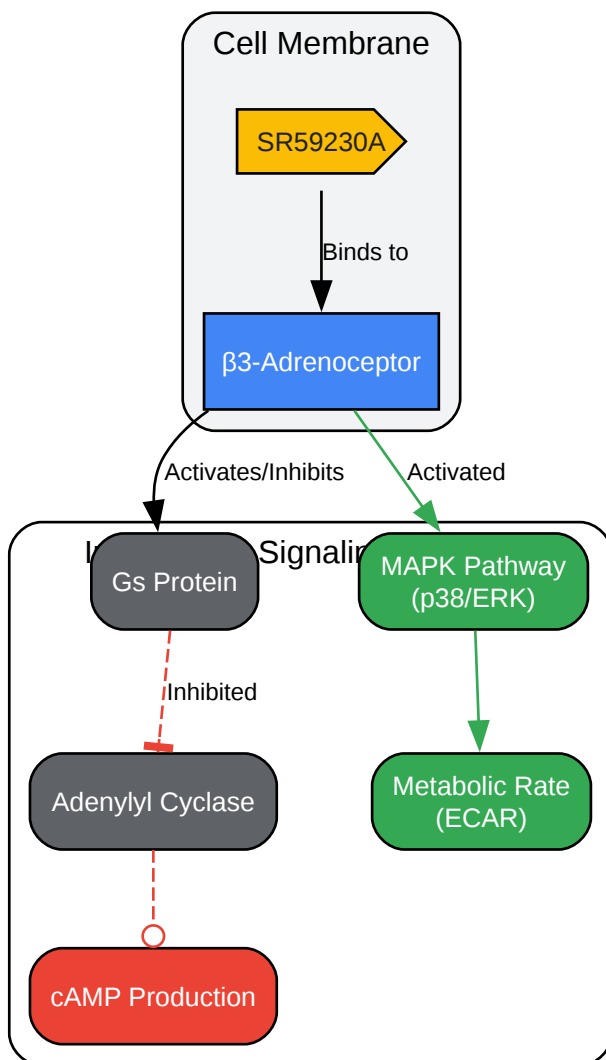 Cell Membrane
SR59230A
Binds to
β3-Adrenoceptor
Activates/Inhibits
Activated
Signaling
Gs Protein
MAPK Pathway
(p38/ERK)
Inhibited
Adenylyl Cyclase
Metabolic Rate
(ECAR)
cAMP Production